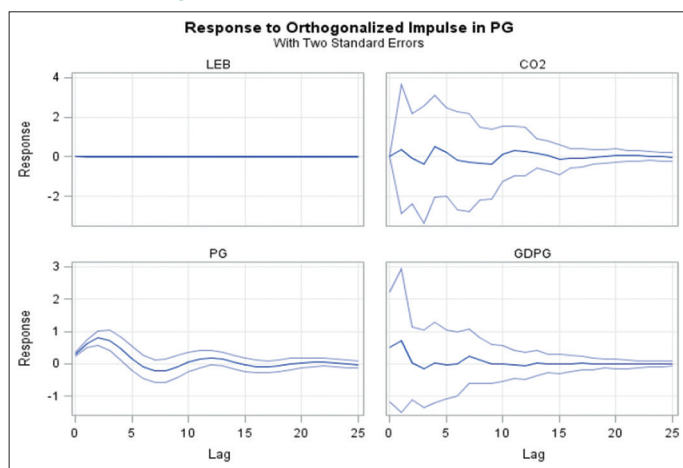 Response to Orthogonalized Impulse in PG
With Two Standard Errors
LEB
CO2
4
2
0
-2
Response
PG
GDPG
3
2
1
0
-1
Response
0 5 10 15 20 25
0 5 10 15 20 25
Lag
Lag